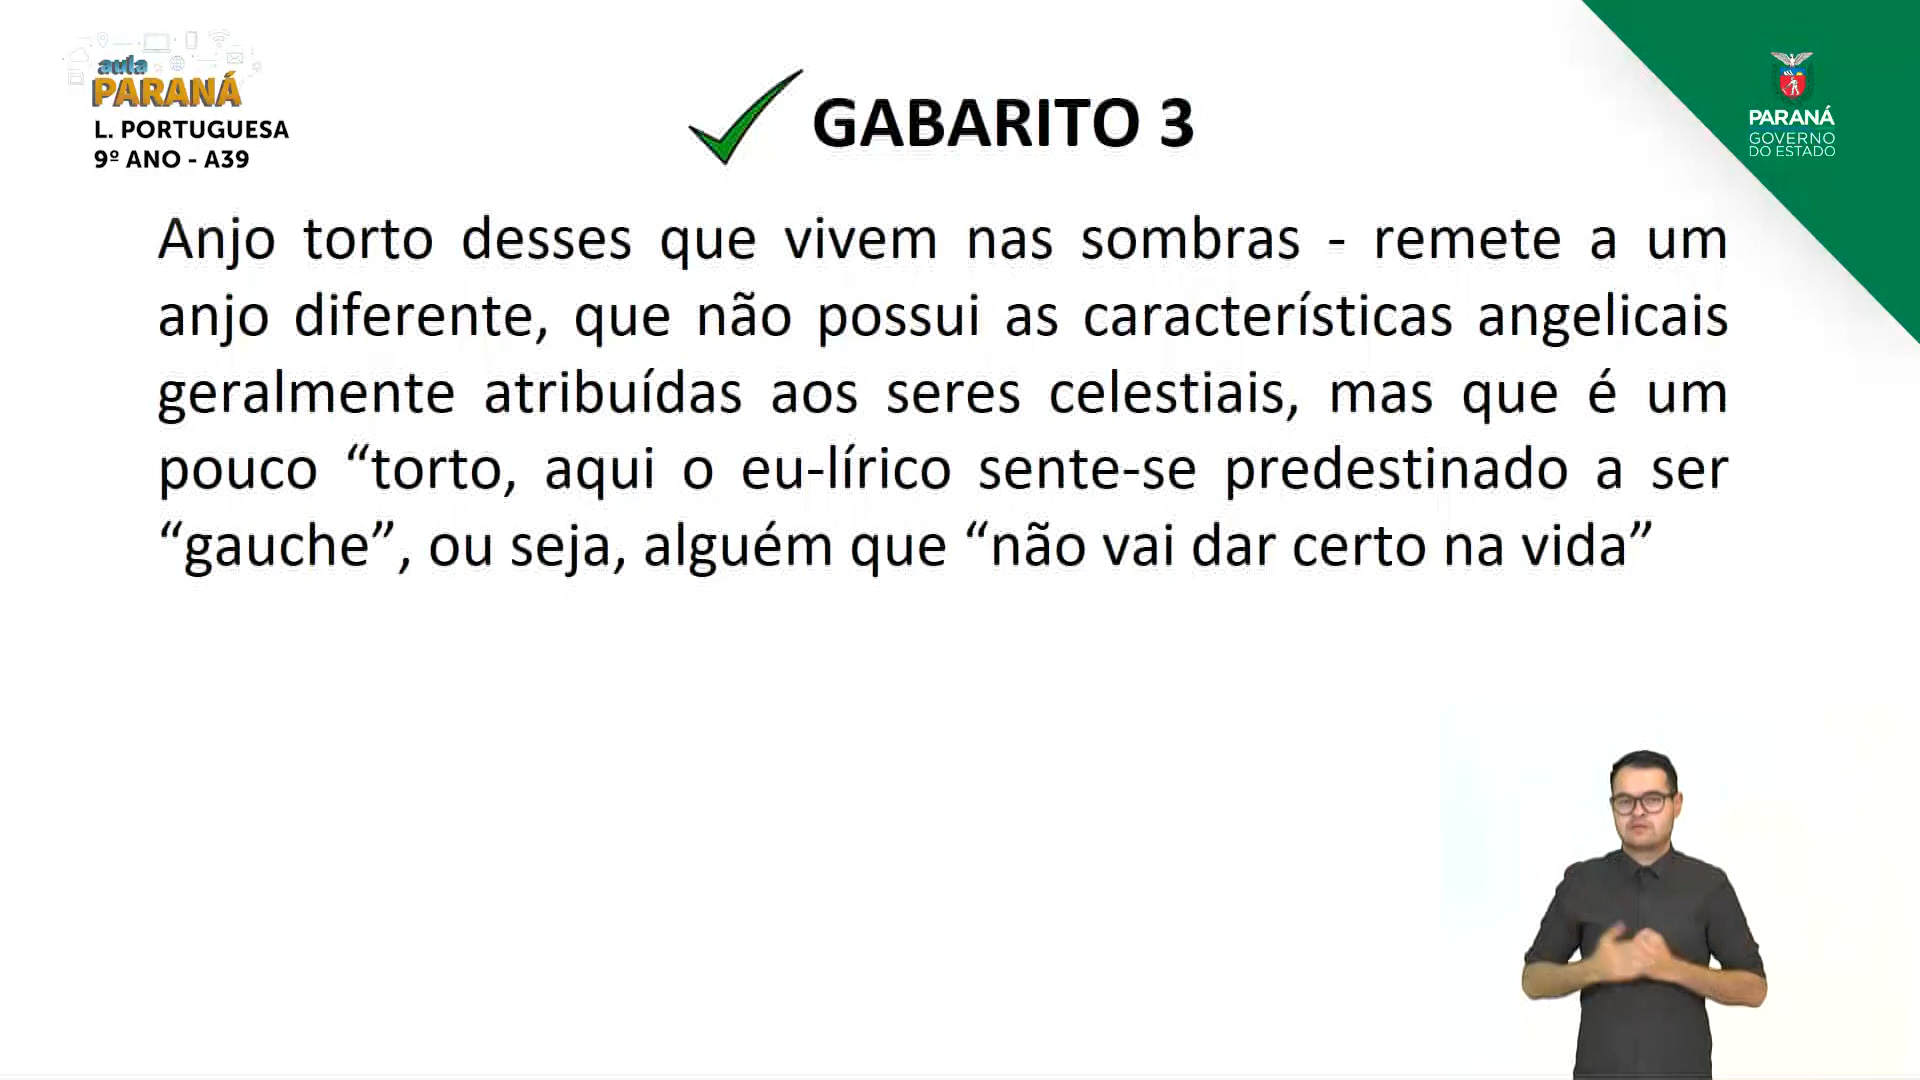 aula
PARANÁ
L. PORTUGUESA
9º ANO - A39
GABARITO 3
PARANÁ
GOVERNO
DO ESTADO
Anjo torto desses que vivem nas sombras - remete a um
anjo diferente, que não possui as características angelicais
geralmente atribuídas aos seres celestiais, mas que é um
pouco “torto, aqui o eu-lírico sente-se predestinado a ser
“gauche”, ou seja, alguém que “não vai dar certo na vida”